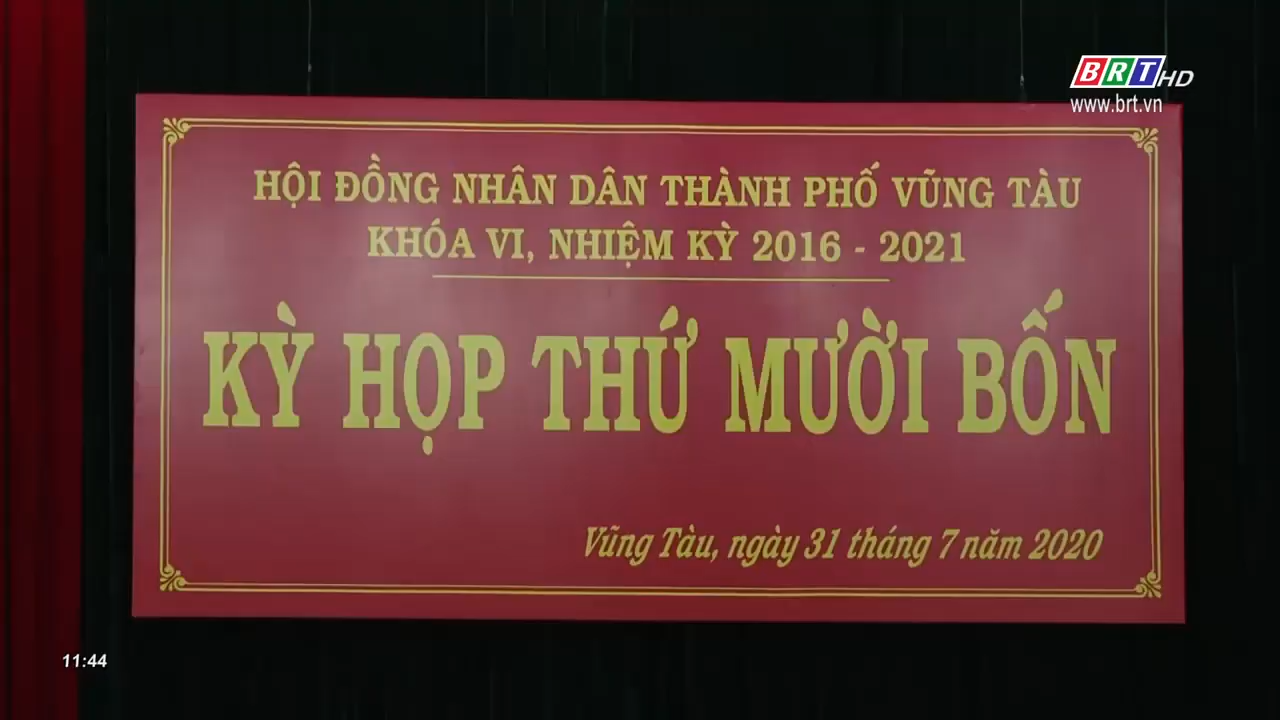 BRT HD
www.brt.vn
HỘI ĐỒNG NHÂN DÂN THÀNH PHỐ VŨNG TÀU
KHÓA VI, NHIỆM KỲ 2016 - 2021
KỲ HỌP THỨ MƯỜI BỐN
Vũng Tàu, ngày 31 tháng 7 năm 2020
11:44